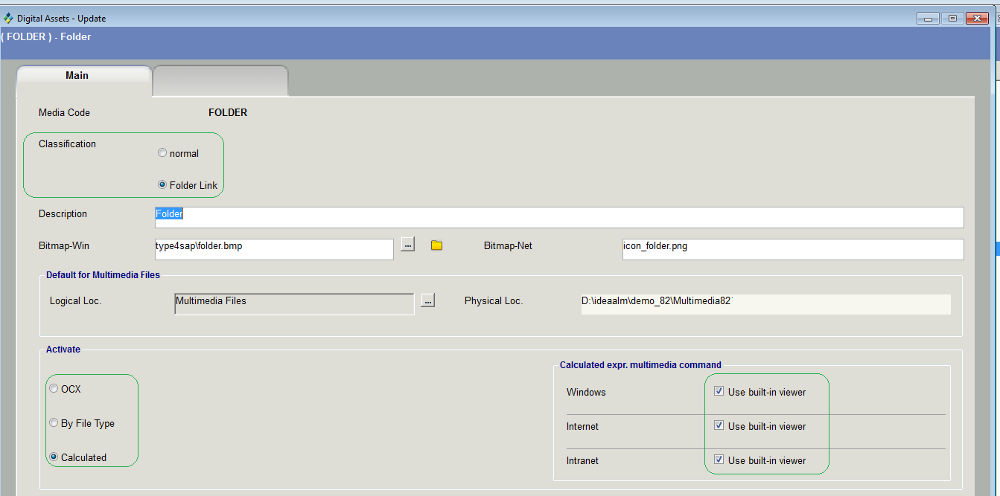 Digital Assets - Update
( FOLDER ) - Folder
Main
Media Code FOLDER
Classification
normal
Folder Link
Description Folder
Bitmap-Win type4sap\folder.bmp ... Bitmap-Net icon_folder.png
Default for Multimedia Files
Logical Loc. Multimedia Files ... Physical Loc. D:\ideaalm\demo_82\Multimedia82`
Activate
Calculated expr. multimedia command
OCX Windows Use built-in viewer
By File Type Internet Use built-in viewer
Calculated Intranet Use built-in viewer